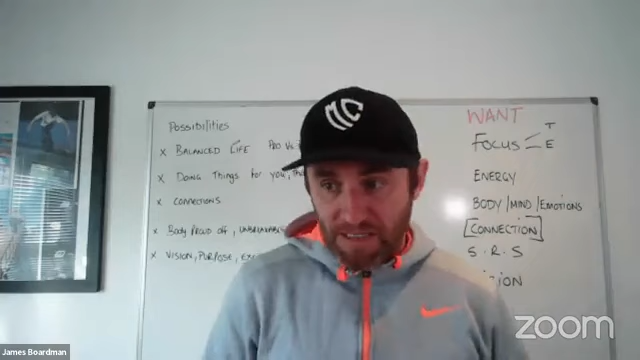 MC
Possibilities
x BALANCED LIFE
x DOING THINGS for you,
x CONNECTIONS
x BODY PROUD OF,
x VISION, PURPOSE,
WANT
FOCUS T
E
ENERGY
BODY/MIND/EMOTIONS
[CONNECTION]
S.R.S
zoom
James Boardman